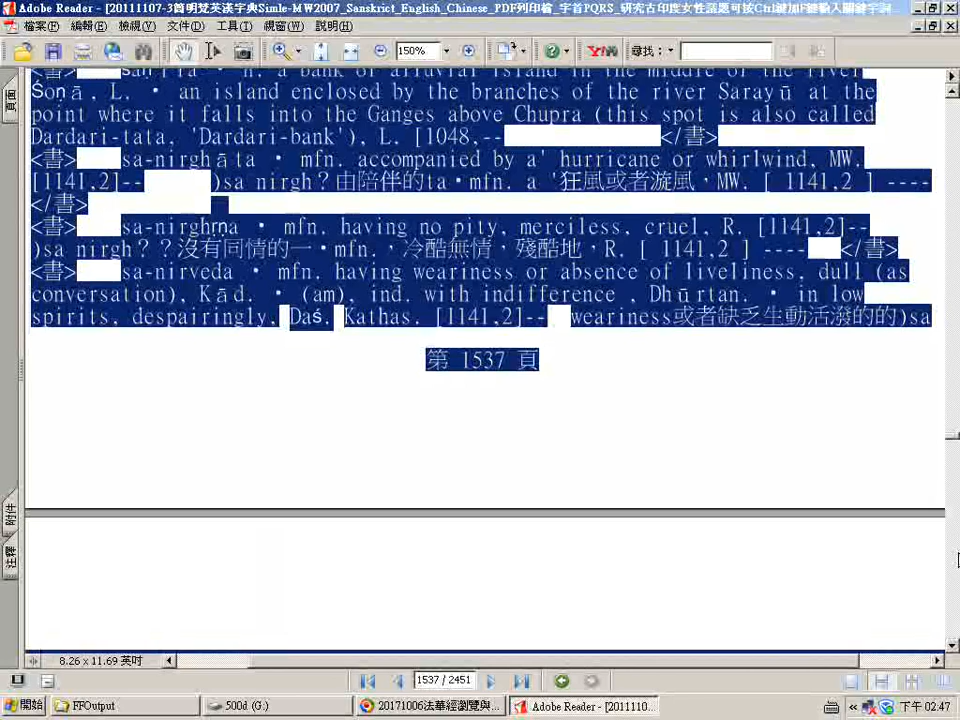 Adobe Reader - [20111107-3簡明梵英漢字典Simle-MW2007_Sanskrict_English_Chinese_PDF列印檔_字首PQRS_研究古印度女性議題可按Ctrl鍵加F鍵輸入關鍵字詞
檔案(F) 編輯(E) 檢視(V) 文件(D) 工具(T) 視窗(W) 說明(H)
150% Y! 尋找：
頁面
n. a bank or alluvial island in the middle of the river
Śoṇā, L. • an island enclosed by the branches of the river Sarayū at the
point where it falls into the Ganges above Chupra (this spot is also called
Dardari-tata, 'Dardari-bank'), L. [1048,-- </書>
<書> sa-nirghāta • mfn. accompanied by a' hurricane or whirlwind, MW.
[1141,2]-- )sa nirgh？由陪伴的ta•mfn. a '狂風或者漩風，MW. [ 1141,2 ] ----
</書>
<書> sa-nirghṛṇa • mfn. having no pity, merciless, cruel, R. [1141,2]--
)sa nirgh？？沒有同情的一•mfn.，冷酷無情，殘酷地，R. [ 1141,2 ] ---- </書>
<書> sa-nirveda • mfn. having weariness or absence of liveliness, dull (as
conversation), Kād. • (am), ind. with indifference , Dhūrtan. • in low
spirits, despairingly, Daś. Kathas. [1141,2]-- weariness或者缺乏生動活潑的的)sa
第 1537 頁
附件
注釋
8.26 x 11.69 英吋
1537 / 2451
開始 FFOutput 500d (G:) 20171006法華經瀏覽與... Adobe Reader - [2011110... « 下午 02:47